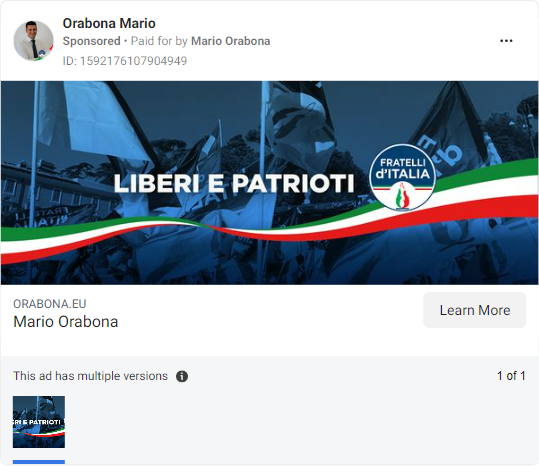 Orabona Mario
Sponsored • Paid for by Mario Orabona
ID: 1592176107904949
LIBERI E PATRIOTI
FRATELLI
d'ITALIA
ORABONA.EU
Mario Orabona
Learn More
This ad has multiple versions
1 of 1
ERI E PATRIOTI